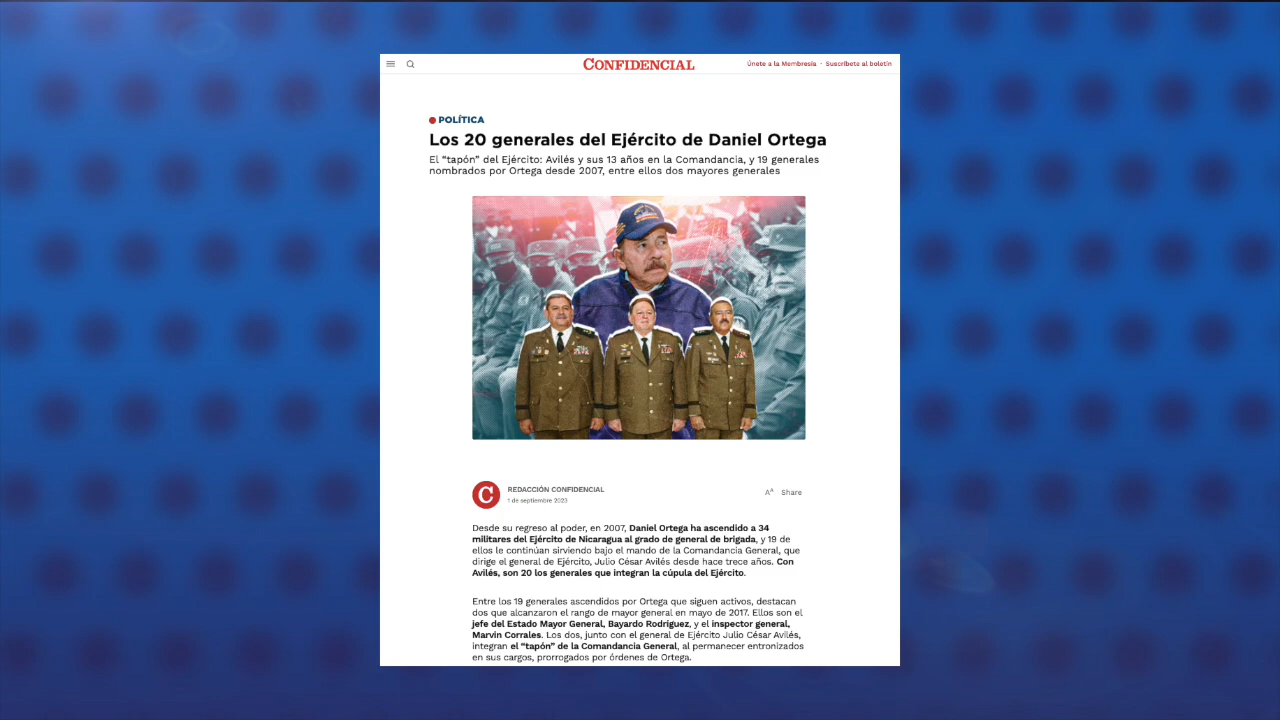 CONFIDENCIAL
Únete a la Membresía · Suscríbete al boletín
POLÍTICA
Los 20 generales del Ejército de Daniel Ortega
El “tapón” del Ejército: Avilés y sus 13 años en la Comandancia, y 19 generales
nombrados por Ortega desde 2007, entre ellos dos mayores generales
C
REDACCIÓN CONFIDENCIAL
1 de septiembre 2023
AA Share
Desde su regreso al poder, en 2007, Daniel Ortega ha ascendido a 34
militares del Ejército de Nicaragua al grado de general de brigada, y 19 de
ellos le continúan sirviendo bajo el mando de la Comandancia General, que
dirige el general de Ejército, Julio César Avilés desde hace trece años. Con
Avilés, son 20 los generales que integran la cúpula del Ejército.
Entre los 19 generales ascendidos por Ortega que siguen activos, destacan
dos que alcanzaron el rango de mayor general en mayo de 2017. Ellos son el
jefe del Estado Mayor General, Bayardo Rodríguez, y el inspector general,
Marvin Corrales. Los dos, junto con el general de Ejército Julio César Avilés,
integran el “tapón” de la Comandancia General, al permanecer entronizados
en sus cargos, prorrogados por órdenes de Ortega.